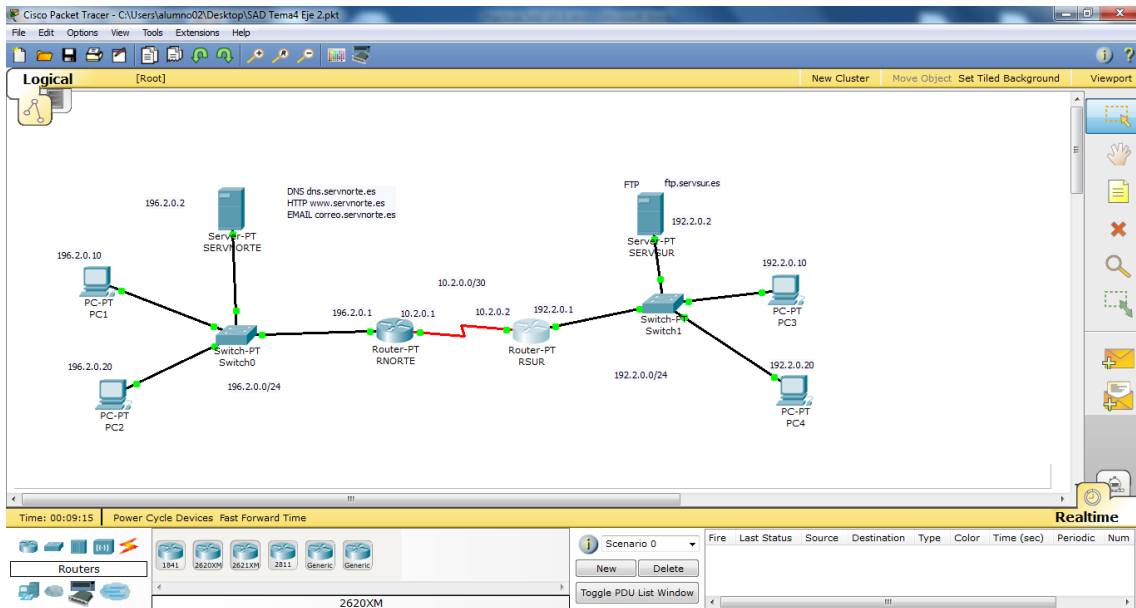 Cisco Packet Tracer - C:\Users\alumno02\Desktop\SAD Tema4 Eje 2.pkt
File Edit Options View Tools Extensions Help
Logical [Root] New Cluster Move Object Set Tiled Background Viewport
DNS dns.servnorte.es
HTTP www.servnorte.es
EMAIL correo.servnorte.es
196.2.0.2
Server-PT
SERVNORTE
FTP ftp.servsur.es
192.2.0.2
Server-PT
SERVSUR
196.2.0.10
PC-PT
PC1
192.2.0.10
PC-PT
PC3
10.2.0.0/30
196.2.0.1 10.2.0.1 10.2.0.2 192.2.0.1
Switch-PT
Switch0
Router-PT
RNORTE
Router-PT
RSUR
Switch-PT
Switch1
196.2.0.20
PC-PT
PC2
196.2.0.0/24
192.2.0.0/24
192.2.0.20
PC-PT
PC4
Time: 00:09:15 Power Cycle Devices Fast Forward Time Realtime
Routers
1841 2620XM 2621XM 2811 Generic Generic
2620XM
Scenario 0
New Delete
Toggle PDU List Window
Fire Last Status Source Destination Type Color Time (sec) Periodic Num